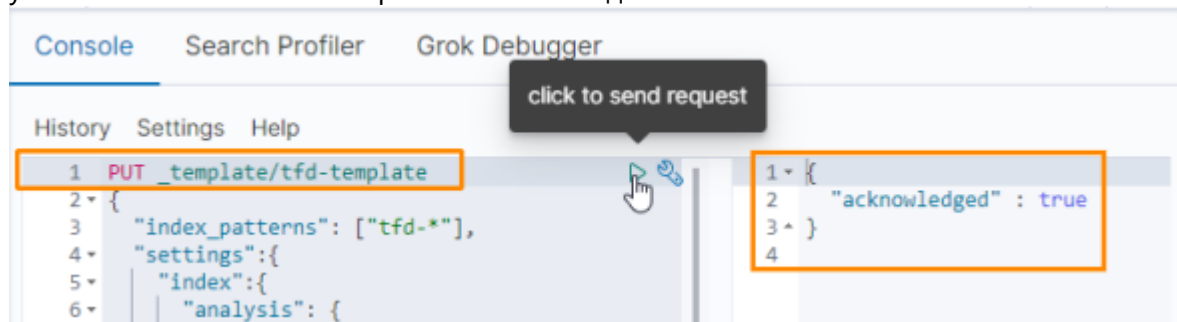 Console Search Profiler Grok Debugger
click to send request
History Settings Help
1 PUT _template/tfd-template
2 {
3 "index_patterns": ["tfd-*"],
4 "settings":{
5 "index":{
6 "analysis": {
1 {
2 "acknowledged" : true
3 }
4